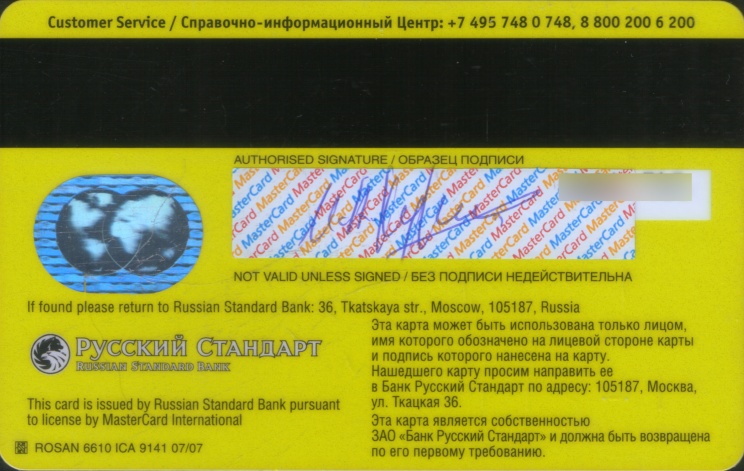 Customer Service / Справочно-информационный Центр: +7 495 748 0 748, 8 800 200 6 200
AUTHORISED SIGNATURE / ОБРАЗЕЦ ПОДПИСИ
MasterCard MasterCard MasterCard
NOT VALID UNLESS SIGNED / БЕЗ ПОДПИСИ НЕДЕЙСТВИТЕЛЬНА
If found please return to Russian Standard Bank: 36, Tkatskaya str., Moscow, 105187, Russia
Русский Стандарт
Russian Standard Bank
This card is issued by Russian Standard Bank pursuant
to license by MasterCard International
ROSAN 6610 ICA 9141 07/07
Эта карта может быть использована только лицом,
имя которого обозначено на лицевой стороне карты
и подпись которого нанесена на карту.
Нашедшего карту просим направить ее
в Банк Русский Стандарт по адресу: 105187, Москва,
ул. Ткацкая 36.
Эта карта является собственностью
ЗАО «Банк Русский Стандарт» и должна быть возвращена
по его первому требованию.